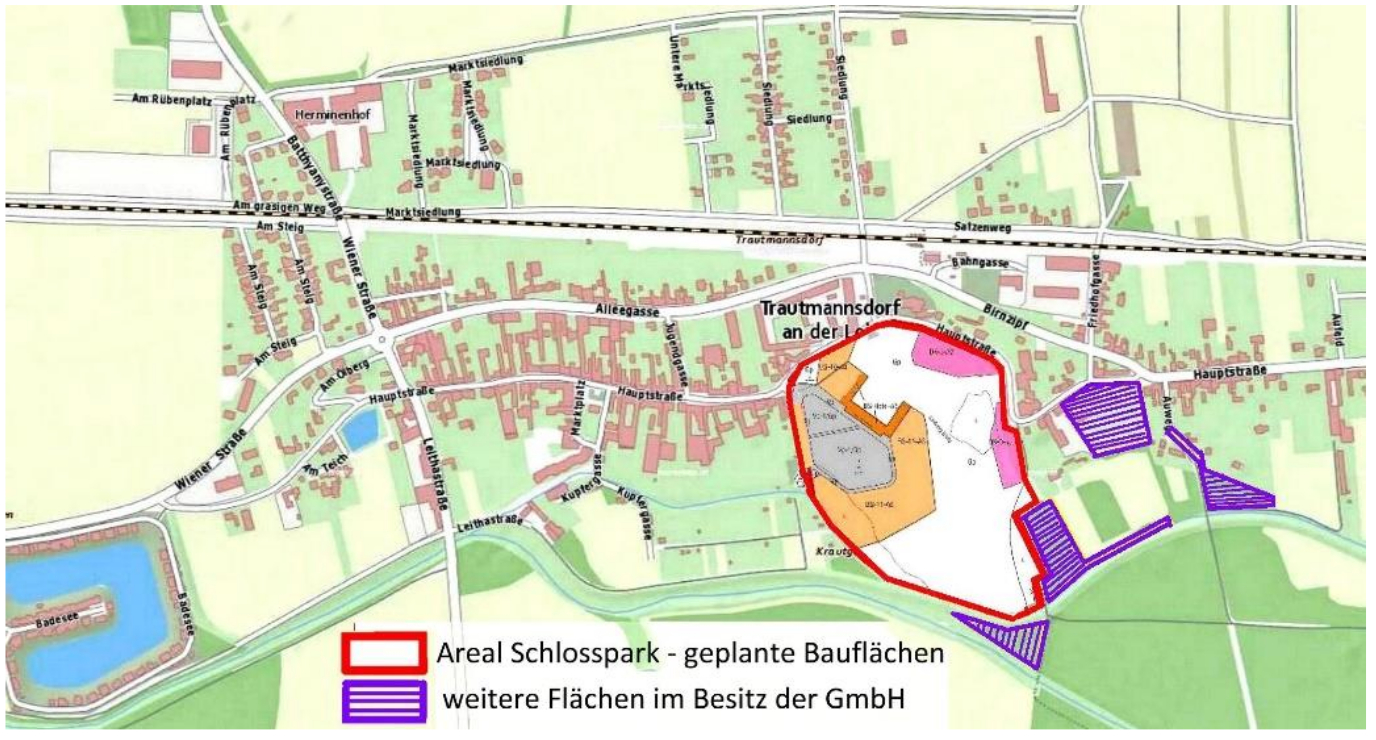 Marktsiedlung
Untere Marktsiedlung
Siedlung
Siedlung
Am Rübenplatz
Am Rübenplatz
Herminenhof
Batthyanystraße
Marktsiedlung
Marktsiedlung
Marktsiedlung
Siedlung
Am grasigen Weg
Marktsiedlung
Am Steig
Satzenweg
Trautmannsdorf
Wiener Straße
Am Steig
Am Steig
Bahngasse
Friedhofgasse
Alleegasse
Trautmannsdorf
an der Lei
Birnzipf
Aufeld
Jugendgasse
Hauptstraße
Am Steig
Am Ölberg
Hauptstraße
Hauptstraße
Hauptstraße
Marktplatz
Auweg
Gp
Gp
Gp
Wiener Straße
Am Teich
Leithastraße
Kupfergasse
Kupfergasse
Leithastraße
Krautg
Badesee
Badesee
Areal Schlosspark - geplante Bauflächen
weitere Flächen im Besitz der GmbH